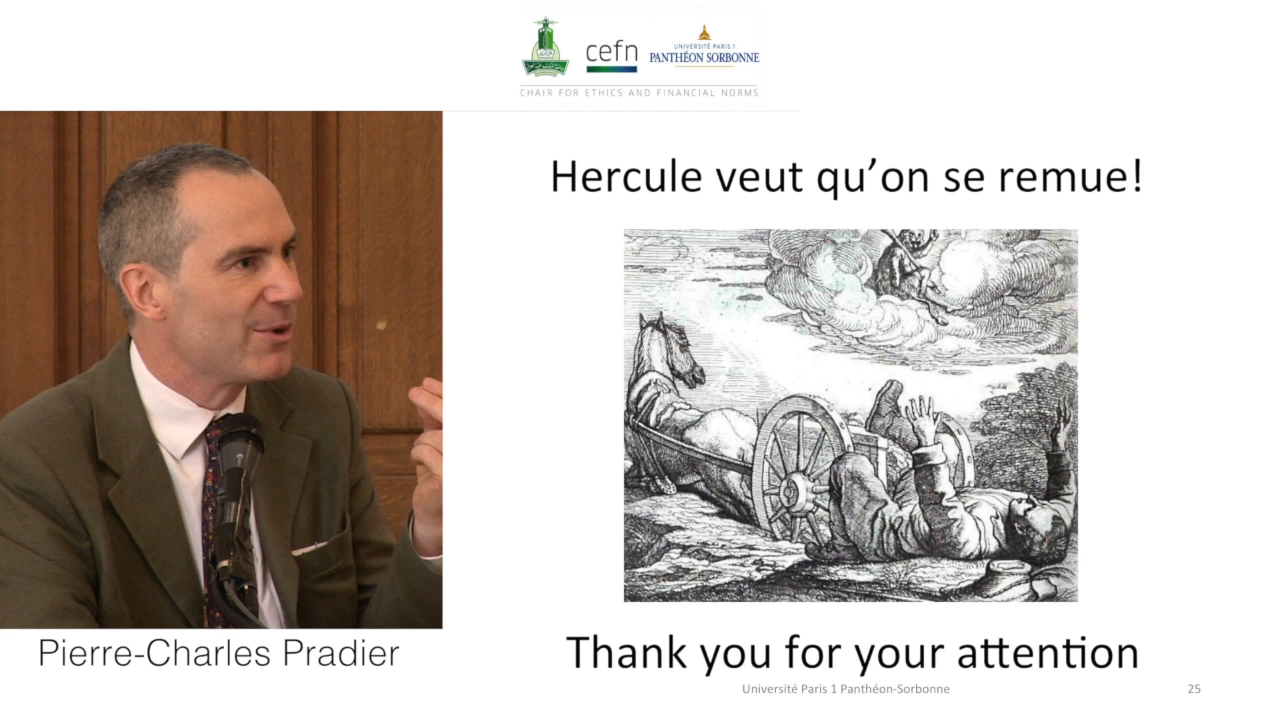 cefn
UNIVERSITÉ PARIS 1
PANTHÉON SORBONNE
CHAIR FOR ETHICS AND FINANCIAL NORMS
Hercule veut qu’on se remue!
Pierre-Charles Pradier
Thank you for your attention
Université Paris 1 Panthéon-Sorbonne
25